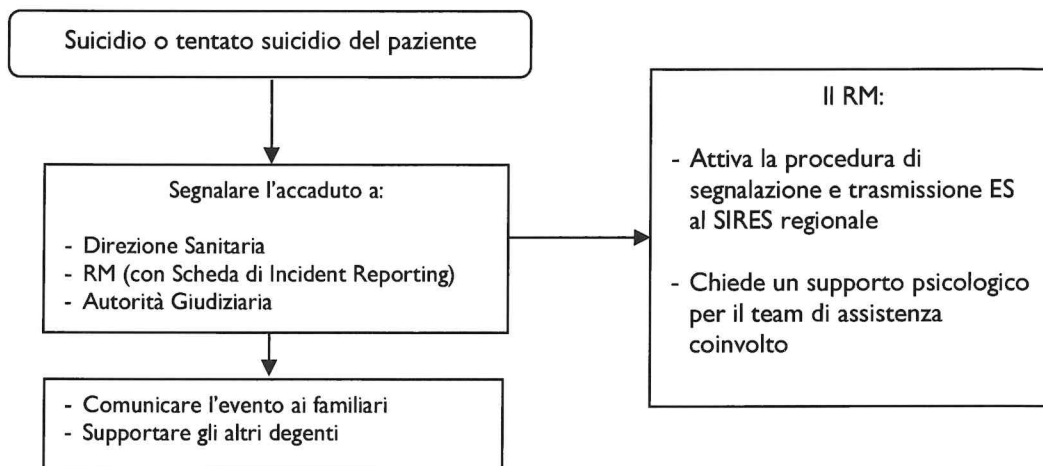 Suicidio o tentato suicidio del paziente
Segnalare l'accaduto a:
- Direzione Sanitaria
- RM (con Scheda di Incident Reporting)
- Autorità Giudiziaria
- Comunicare l'evento ai familiari
- Supportare gli altri degenti
Il RM:
- Attiva la procedura di
segnalazione e trasmissione ES
al SIRES regionale
- Chiede un supporto psicologico
per il team di assistenza
coinvolto